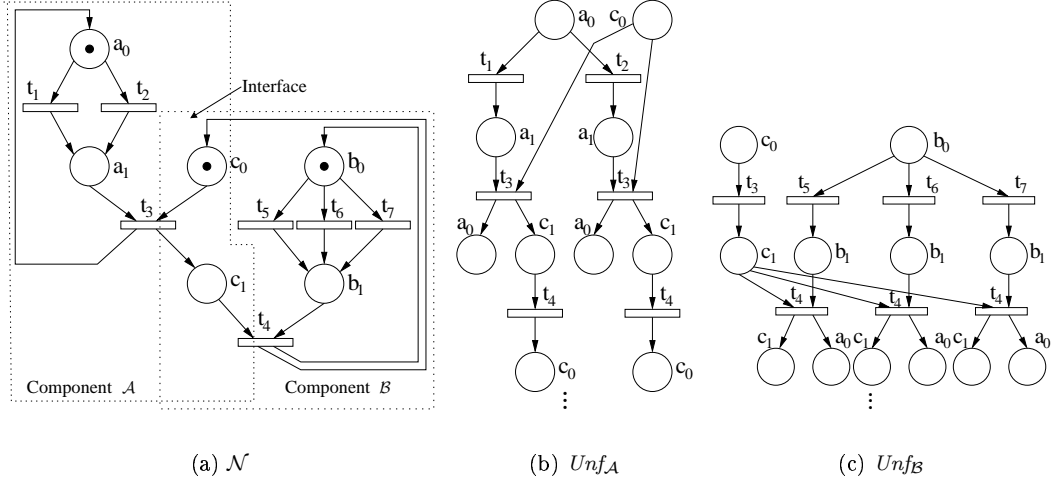 a0
t1 t2
a1
Interface
c0 b0
t3 t5 t6 t7
c1 b1
t4
Component A Component B
(a) N
a0 c0
t1 t2
a1 a1
t3 t3
a0 c1 a0 c1
t4 t4
c0 c0
⋮
(b) UnfA
c0 b0
t3 t5 t6 t7
c1 b1 b1 b1
t4 t4 t4
c1 a0 c1 a0 c1 a0
⋮
(c) UnfB